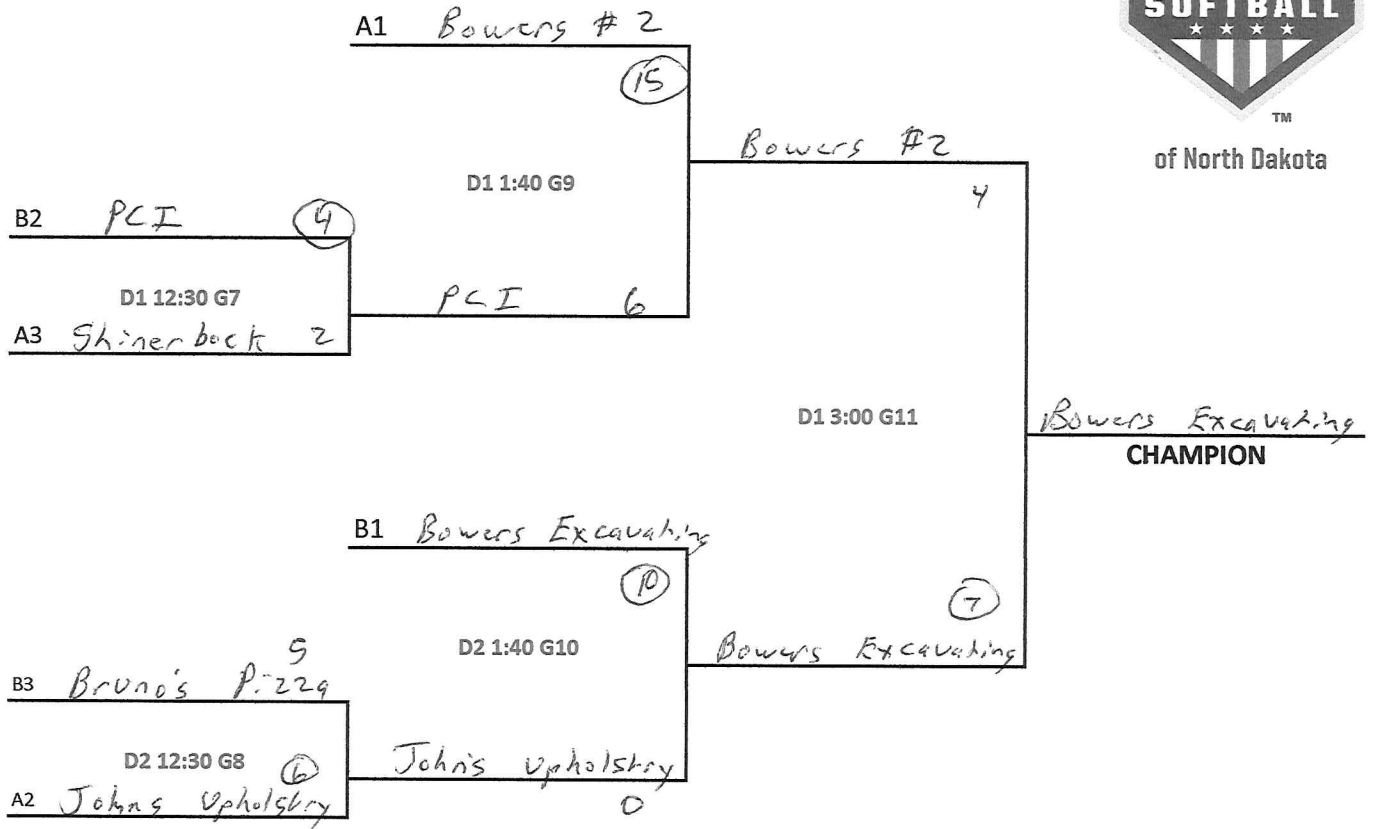 SOFTBALL
TM
of North Dakota
A1 Bowers # 2
15
D1 1:40 G9
Bowers #2
4
B2 PCI 4
D1 12:30 G7
A3 Shinerbock 2
PCI 6
D1 3:00 G11
Bowers Excavating
CHAMPION
B1 Bowers Excavating
10
D2 1:40 G10
7
Bowers Excavating
5
B3 Bruno's Pizza
D2 12:30 G8 6
A2 Johns Upholstry
John's Upholstry
0